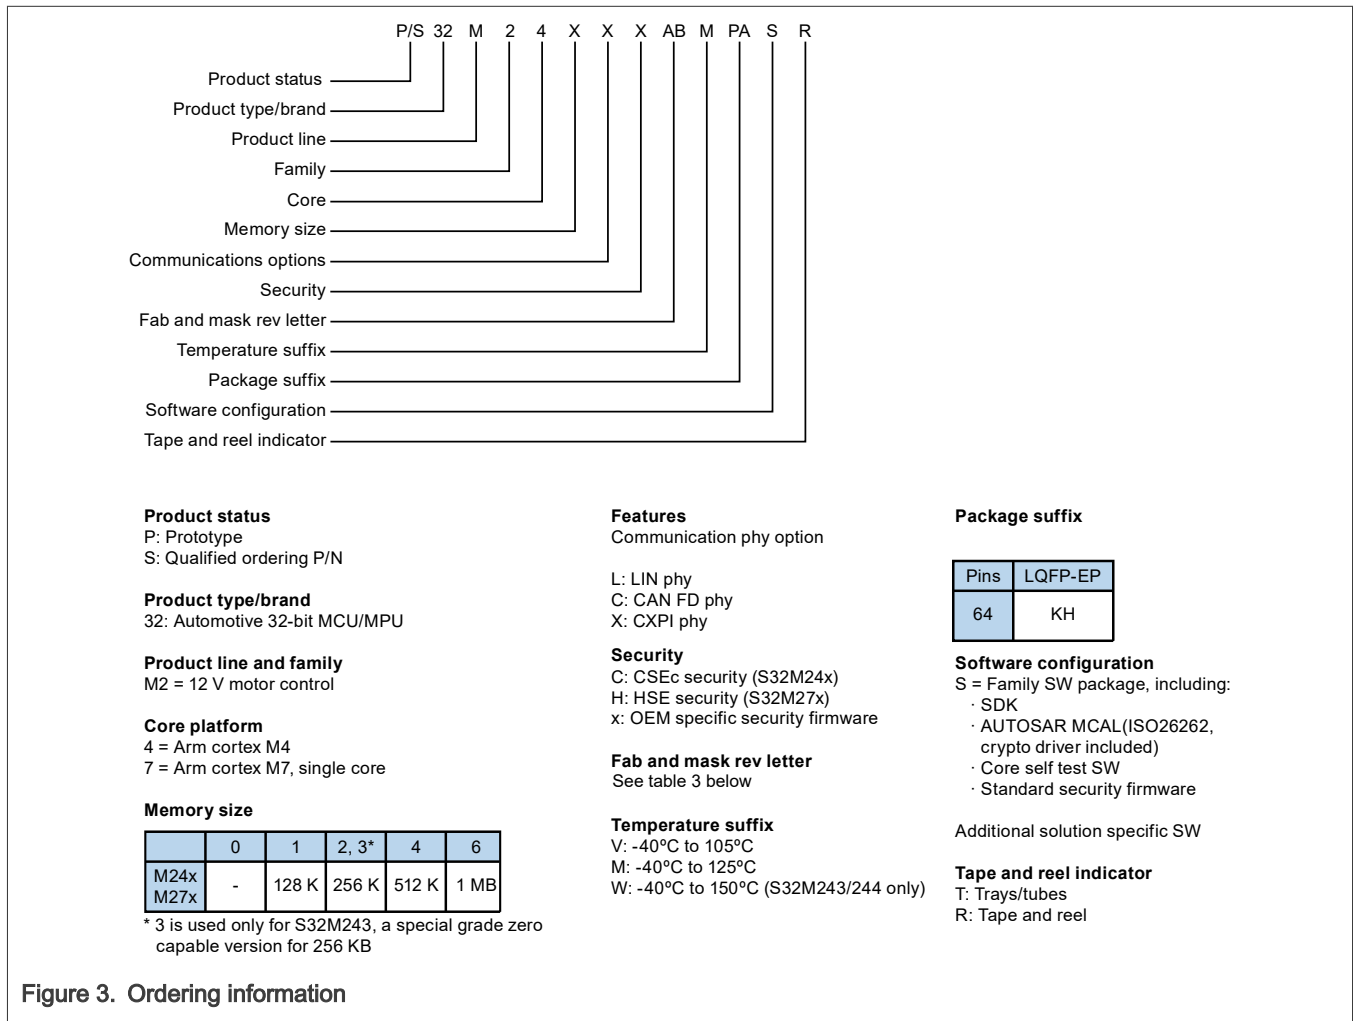 P/S 32 M 2 4 X X X AB M PA S R
Product status
Product type/brand
Product line
Family
Core
Memory size
Communications options
Security
Fab and mask rev letter
Temperature suffix
Package suffix
Software configuration
Tape and reel indicator
Product status
P: Prototype
S: Qualified ordering P/N
Product type/brand
32: Automotive 32-bit MCU/MPU
Product line and family
M2 = 12 V motor control
Core platform
4 = Arm cortex M4
7 = Arm cortex M7, single core
Memory size
0 1 2, 3* 4 6
M24x
M27x
- 128 K 256 K 512 K 1 MB
* 3 is used only for S32M243, a special grade zero
capable version for 256 KB
Features
Communication phy option
L: LIN phy
C: CAN FD phy
X: CXPI phy
Security
C: CSEc security (S32M24x)
H: HSE security (S32M27x)
x: OEM specific security firmware
Fab and mask rev letter
See table 3 below
Temperature suffix
V: -40ºC to 105ºC
M: -40ºC to 125ºC
W: -40ºC to 150ºC (S32M243/244 only)
Package suffix
Pins LQFP-EP
64 KH
Software configuration
S = Family SW package, including:
· SDK
· AUTOSAR MCAL(ISO26262,
crypto driver included)
· Core self test SW
· Standard security firmware
Additional solution specific SW
Tape and reel indicator
T: Trays/tubes
R: Tape and reel
Figure 3. Ordering information